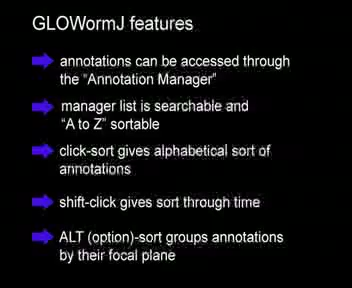 GLOWormJ features
annotations can be accessed through
the "Annotation Manager"
manager list is searchable and
"A to Z" sortable
click-sort gives alphabetical sort of
annotations
shift-click gives sort through time
ALT (option)-sort groups annotations
by their focal plane